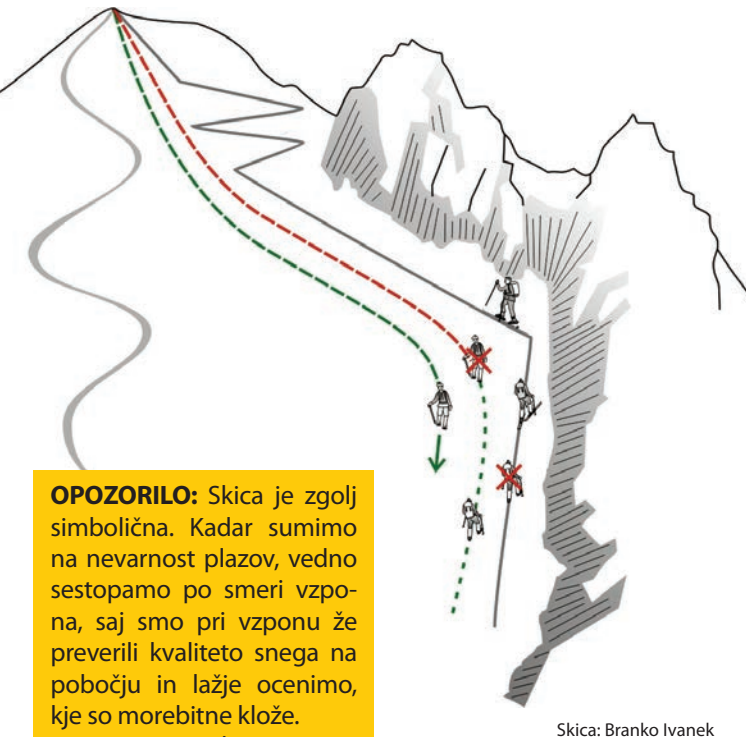 OPOZORILO: Skica je zgolj
simbolična. Kadar sumimo
na nevarnost plazov, vedno
sestopamo po smeri vzpo-
na, saj smo pri vzponu že
preverili kvaliteto snega na
pobočju in lažje ocenimo,
kje so morebitne klože.
Skica: Branko Ivanek